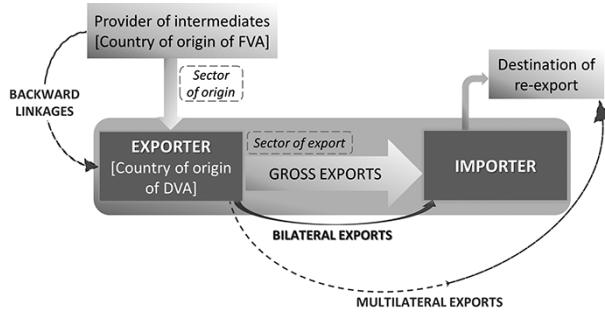 Provider of intermediates
[Country of origin of FVA]
Sector
of origin
Destination of
re-export
BACKWARD
LINKAGES
EXPORTER
[Country of origin
of DVA]
Sector of export
GROSS EXPORTS
IMPORTER
BILATERAL EXPORTS
MULTILATERAL EXPORTS